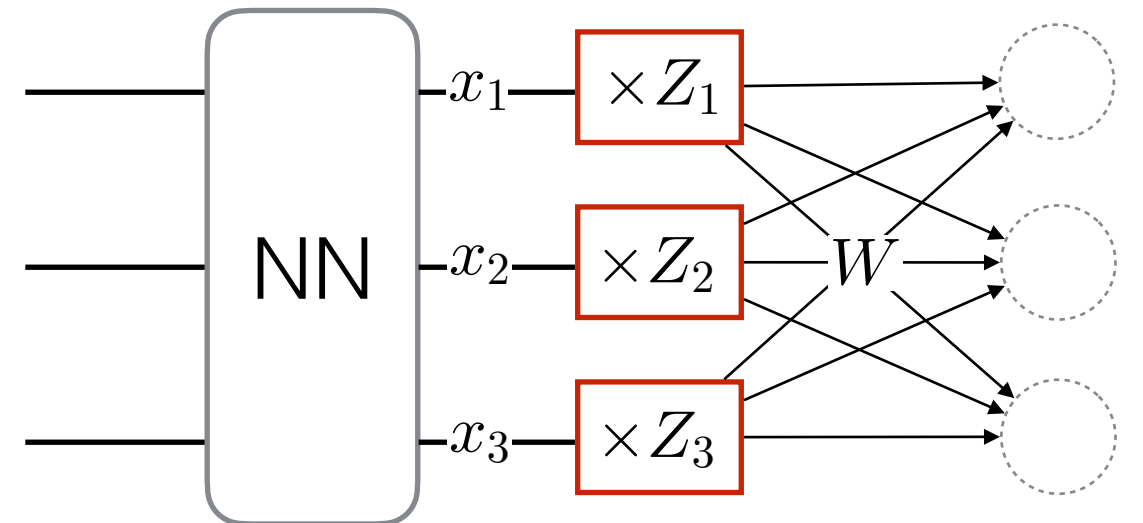 x₁ ×Z₁
NN x₂ ×Z₂ W
x₃ ×Z₃